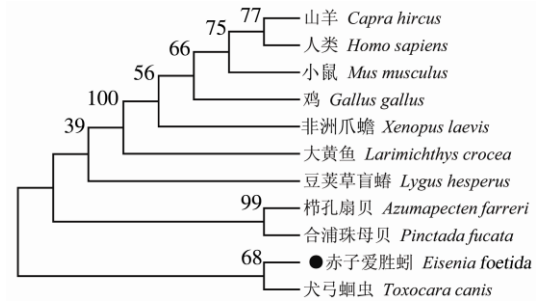 77
山羊 Capra hircus
75
人类 Homo sapiens
66
小鼠 Mus musculus
56
鸡 Gallus gallus
100
非洲爪蟾 Xenopus laevis
39
大黄鱼 Larimichthys crocea
豆荚草盲蝽 Lygus hesperus
99
栉孔扇贝 Azumapecten farreri
合浦珠母贝 Pinctada fucata
68
●赤子爱胜蚓 Eisenia foetida
犬弓蛔虫 Toxocara canis